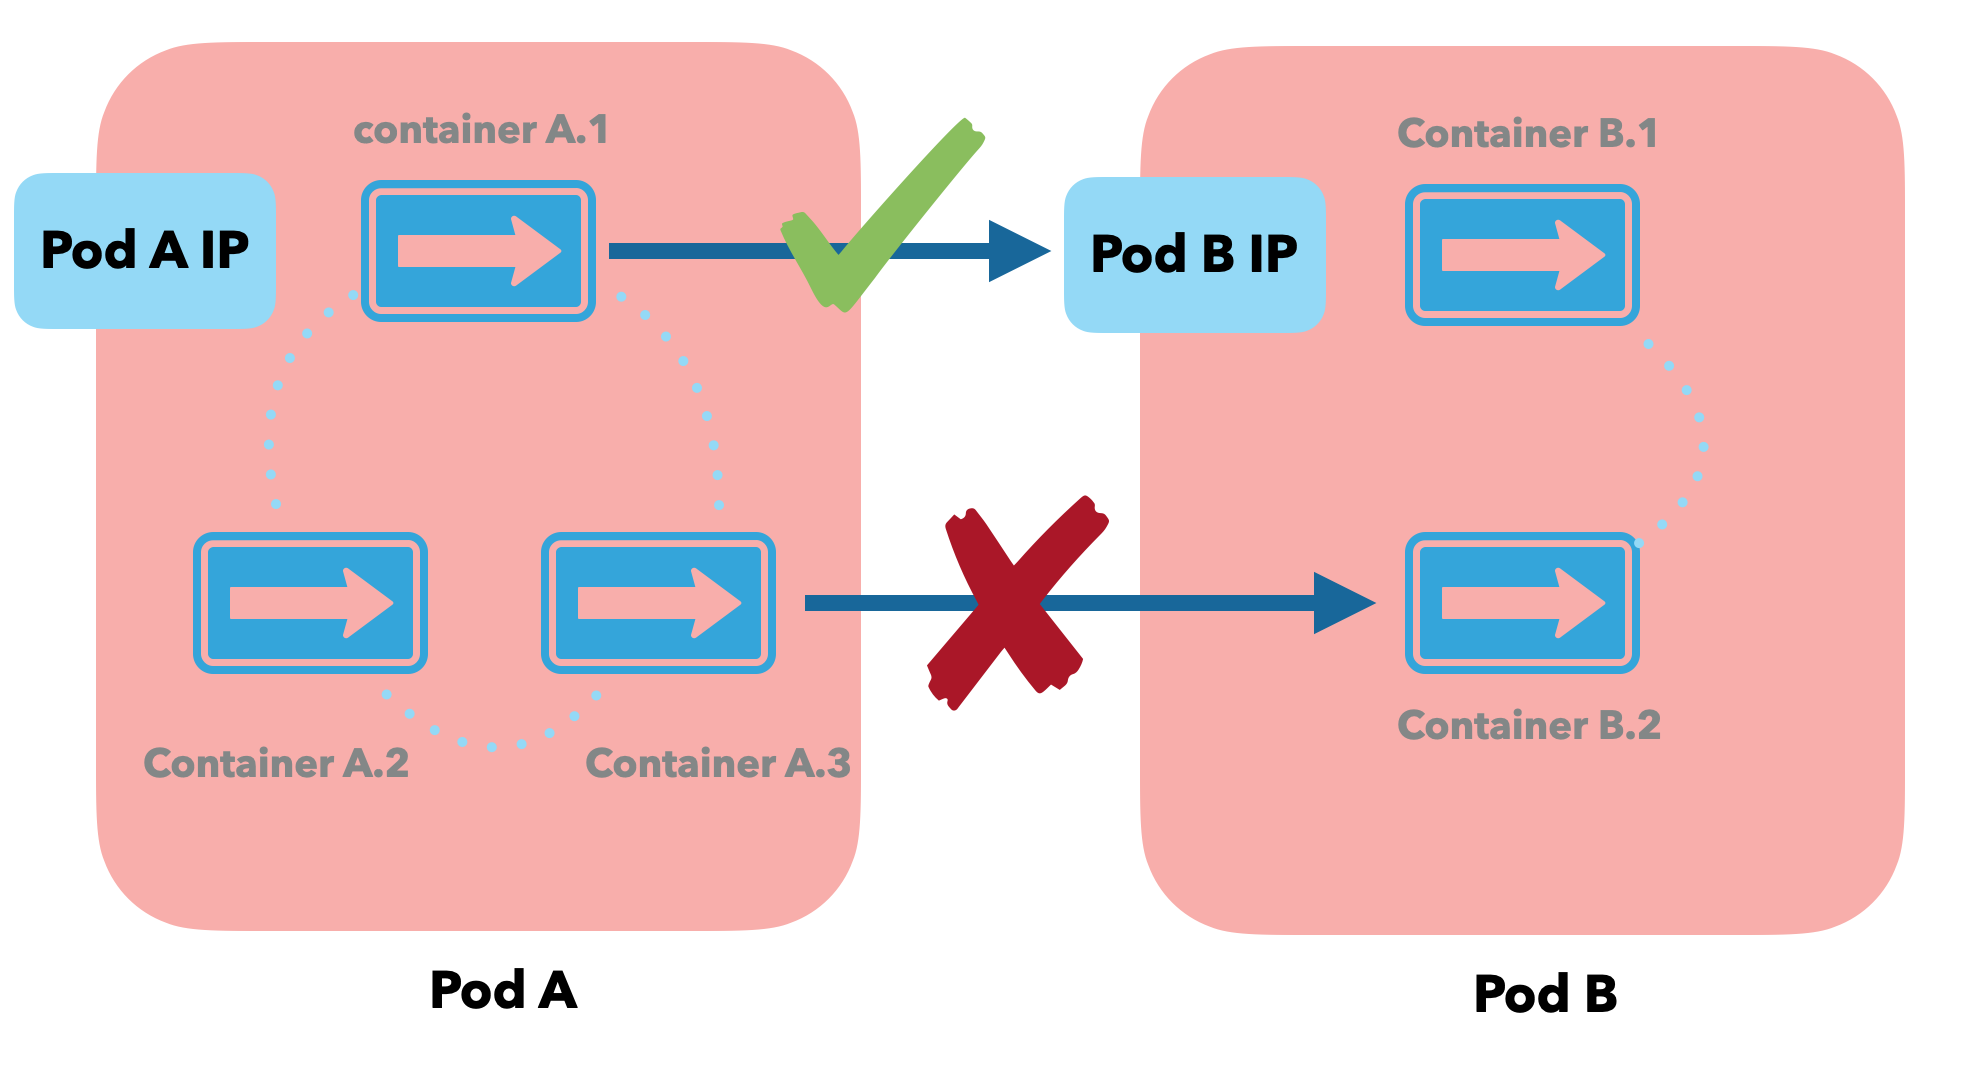 container A.1
Container B.1
Pod A IP
Pod B IP
Container B.2
Container A.2
Container A.3
Pod A
Pod B